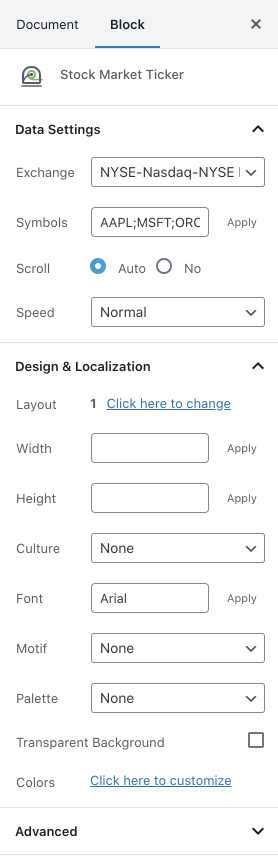 Document Block
Stock Market Ticker
Data Settings
Exchange NYSE-Nasdaq-NYSE
Symbols AAPL;MSFT;ORC Apply
Scroll Auto No
Speed Normal
Design & Localization
Layout 1 Click here to change
Width Apply
Height Apply
Culture None
Font Arial Apply
Motif None
Palette None
Transparent Background
Colors Click here to customize
Advanced